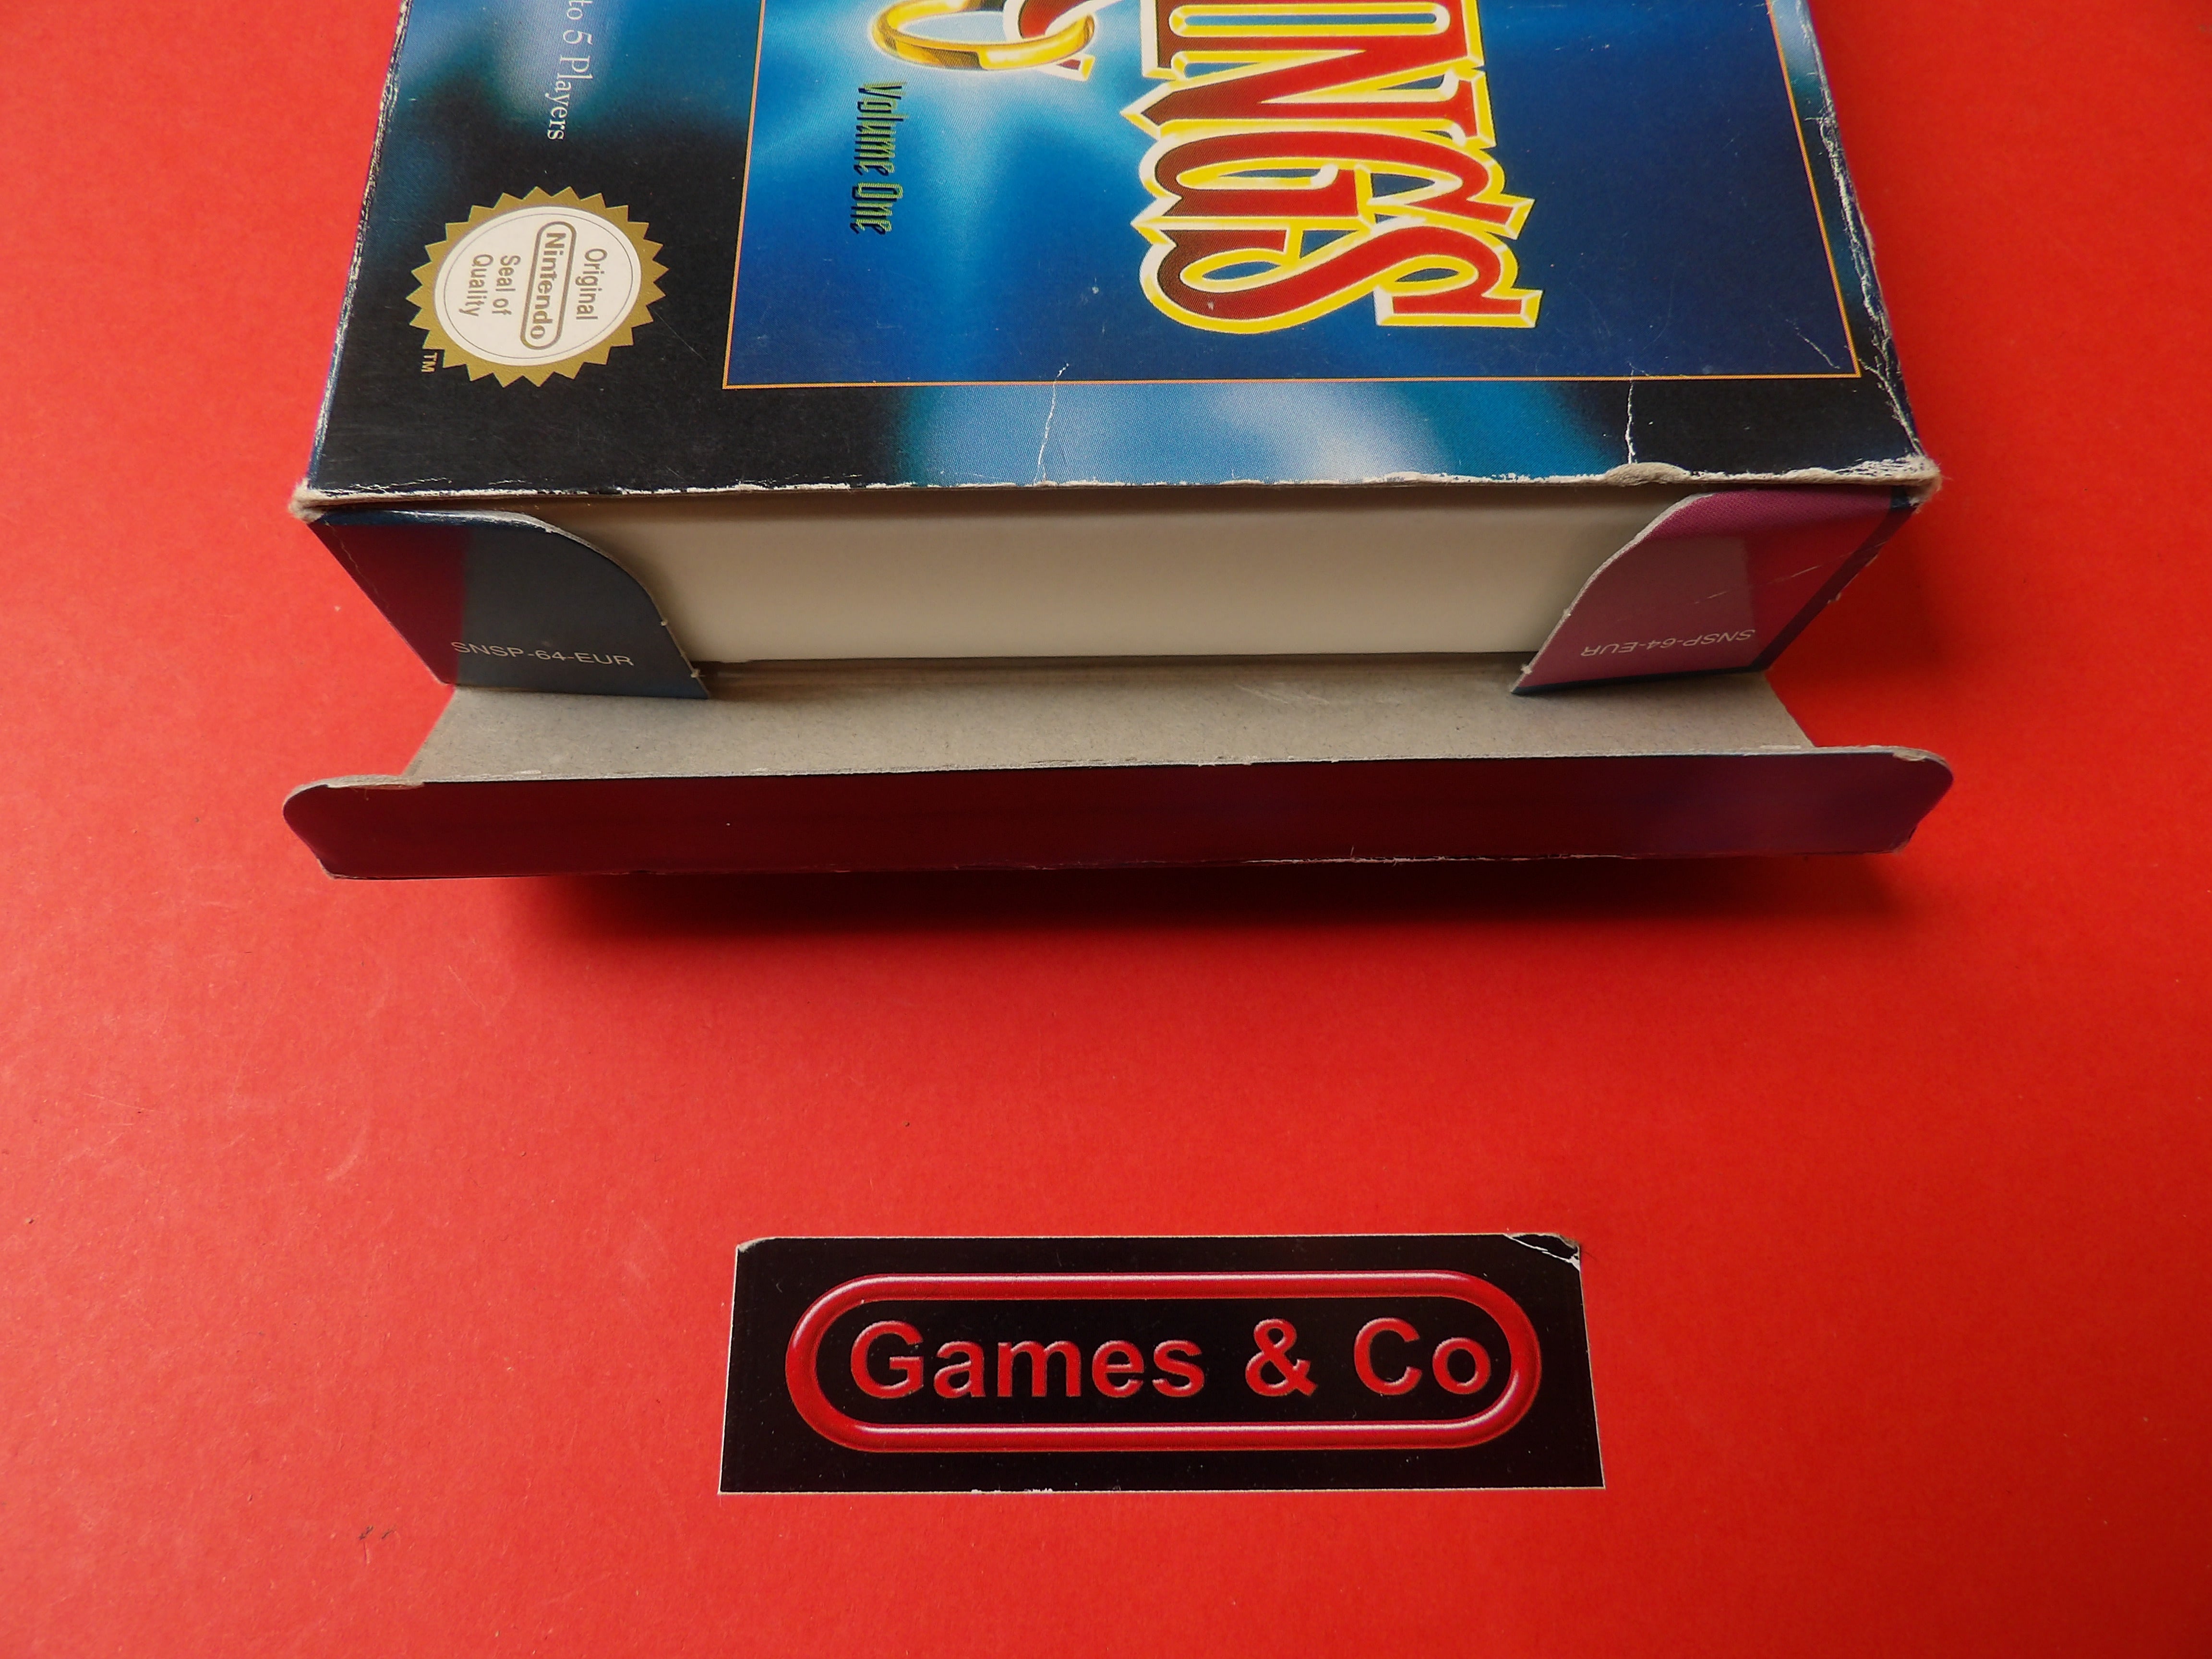 to 5 Players
Volume One
INGS
Original
Nintendo
Seal of
Quality
TM
SNSP-64-EUR
SNSP-64-EUR
Games & Co